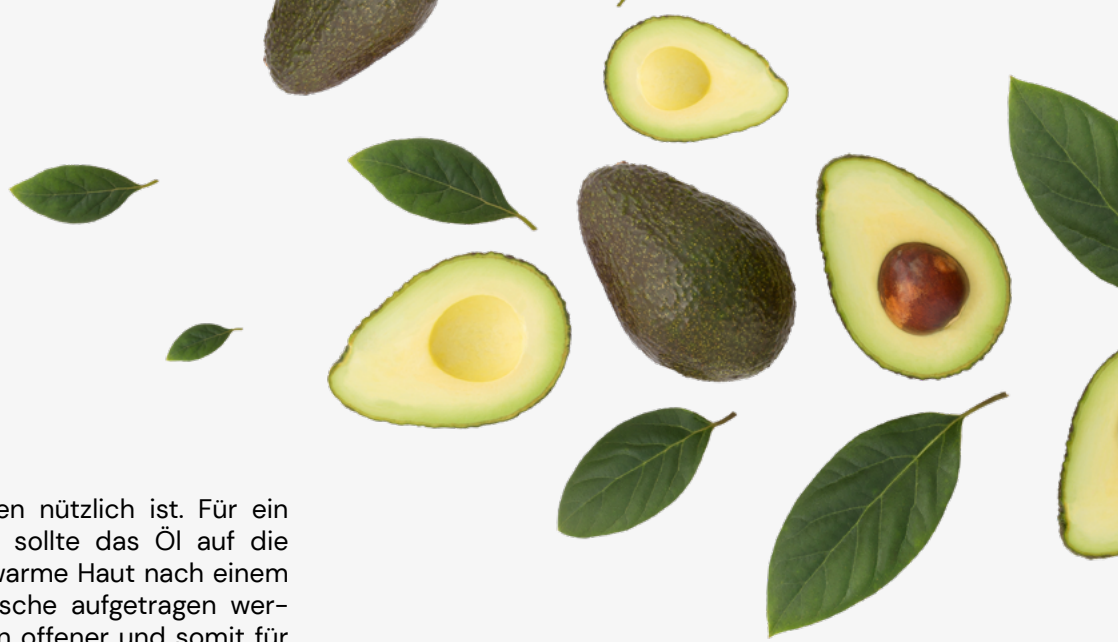 en nützlich ist. Für ein
sollte das Öl auf die
warme Haut nach einem
sche aufgetragen wer-
n offener und somit für